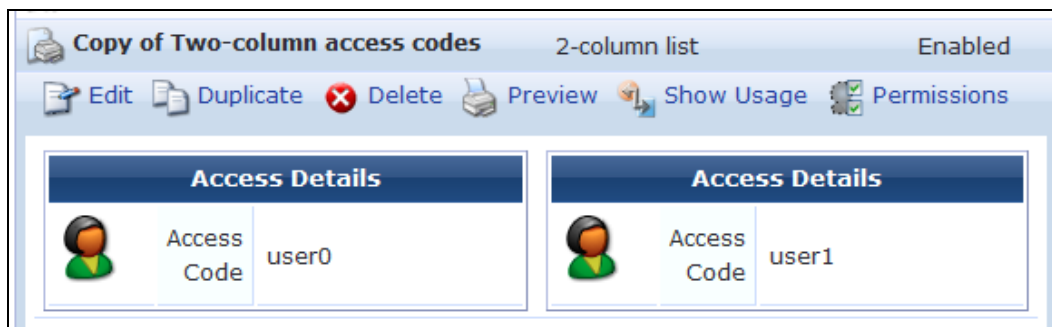 Copy of Two-column access codes 2-column list Enabled
Edit Duplicate Delete Preview Show Usage Permissions
Access Details Access Details
Access Code user0 Access Code user1